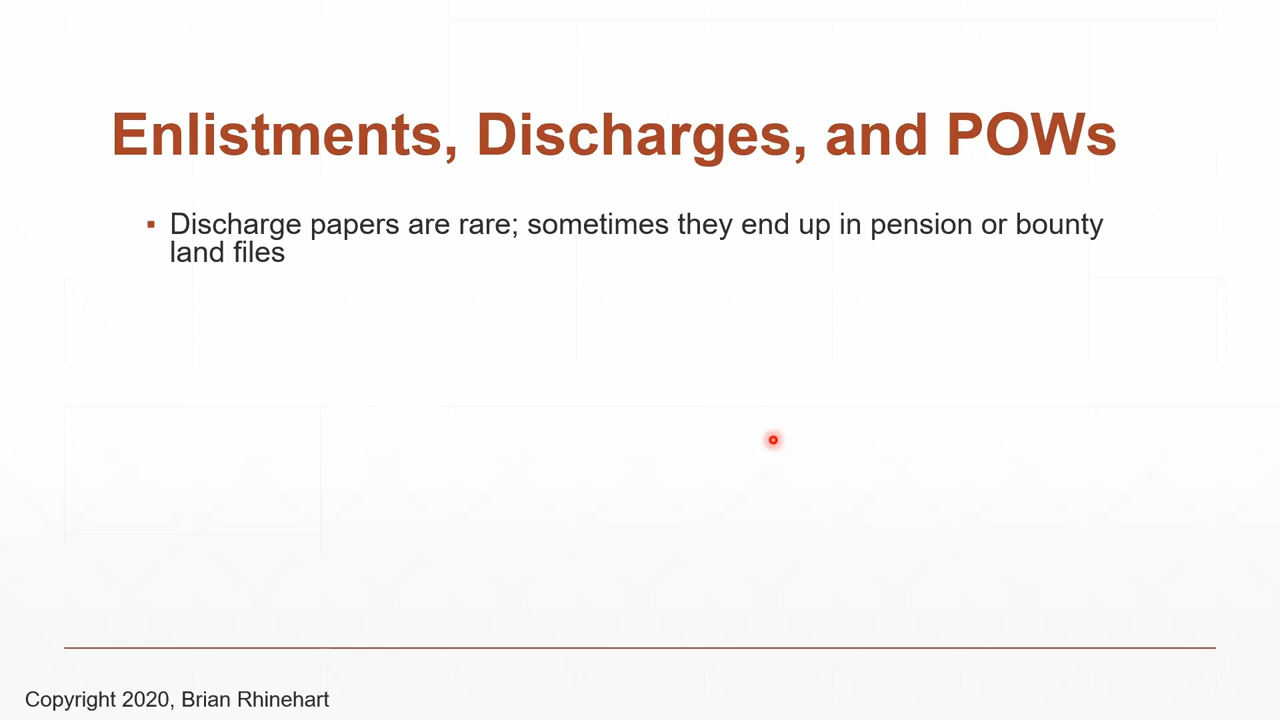 Enlistments, Discharges, and POWs
▪ Discharge papers are rare; sometimes they end up in pension or bounty
land files
Copyright 2020, Brian Rhinehart